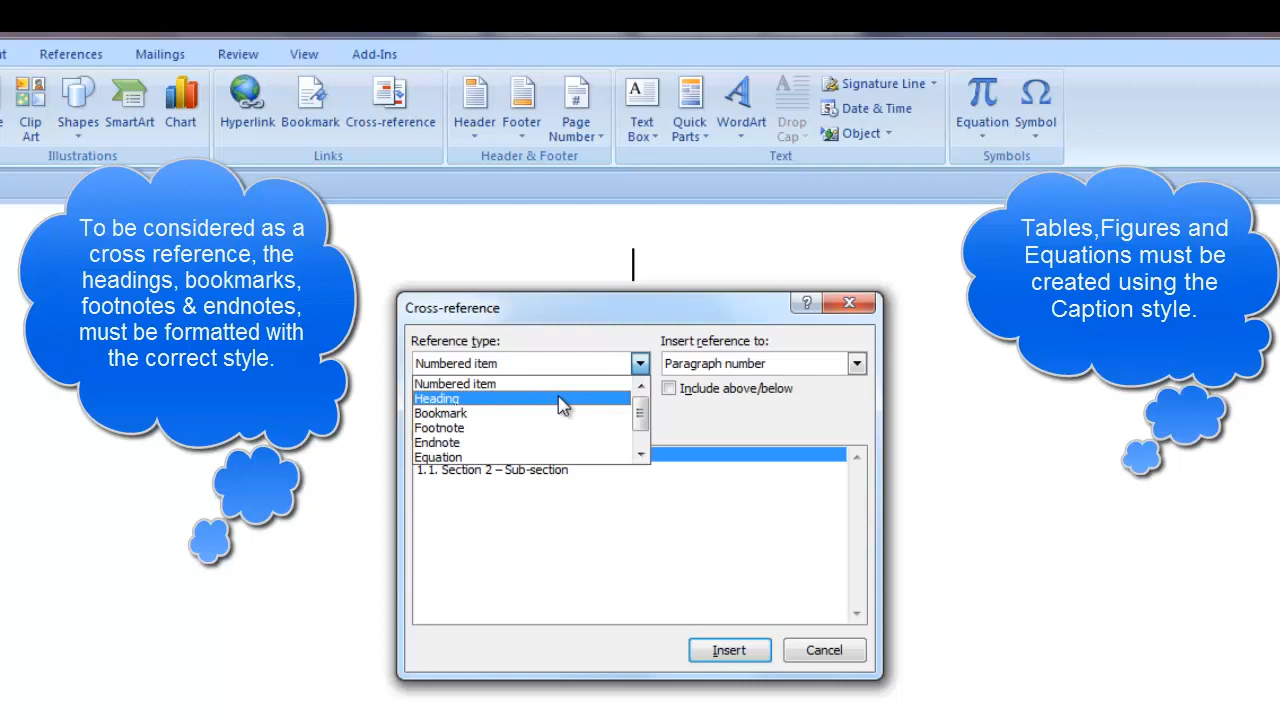 References Mailings Review View Add-Ins
Clip Art
Shapes
SmartArt
Chart
Hyperlink
Bookmark
Cross-reference
Header
Footer
Page Number
Text Box
Quick Parts
WordArt
Drop Cap
Signature Line
Date & Time
Object
Equation
Symbol
Illustrations
Links
Header & Footer
Text
Symbols
To be considered as a
cross reference, the
headings, bookmarks,
footnotes & endnotes,
must be formatted with
the correct style.
Tables,Figures and
Equations must be
created using the
Caption style.
Cross-reference
Reference type:
Numbered item
Numbered item
Heading
Bookmark
Footnote
Endnote
Equation
Insert reference to:
Paragraph number
Include above/below
1.1. Section 2 – Sub-section
Insert
Cancel